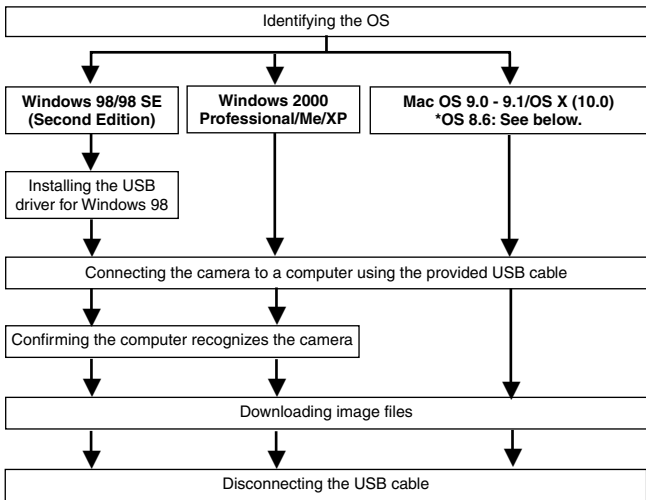 Identifying the OS
Windows 98/98 SE
(Second Edition)
Windows 2000
Professional/Me/XP
Mac OS 9.0 - 9.1/OS X (10.0)
*OS 8.6: See below.
Installing the USB
driver for Windows 98
Connecting the camera to a computer using the provided USB cable
Confirming the computer recognizes the camera
Downloading image files
Disconnecting the USB cable